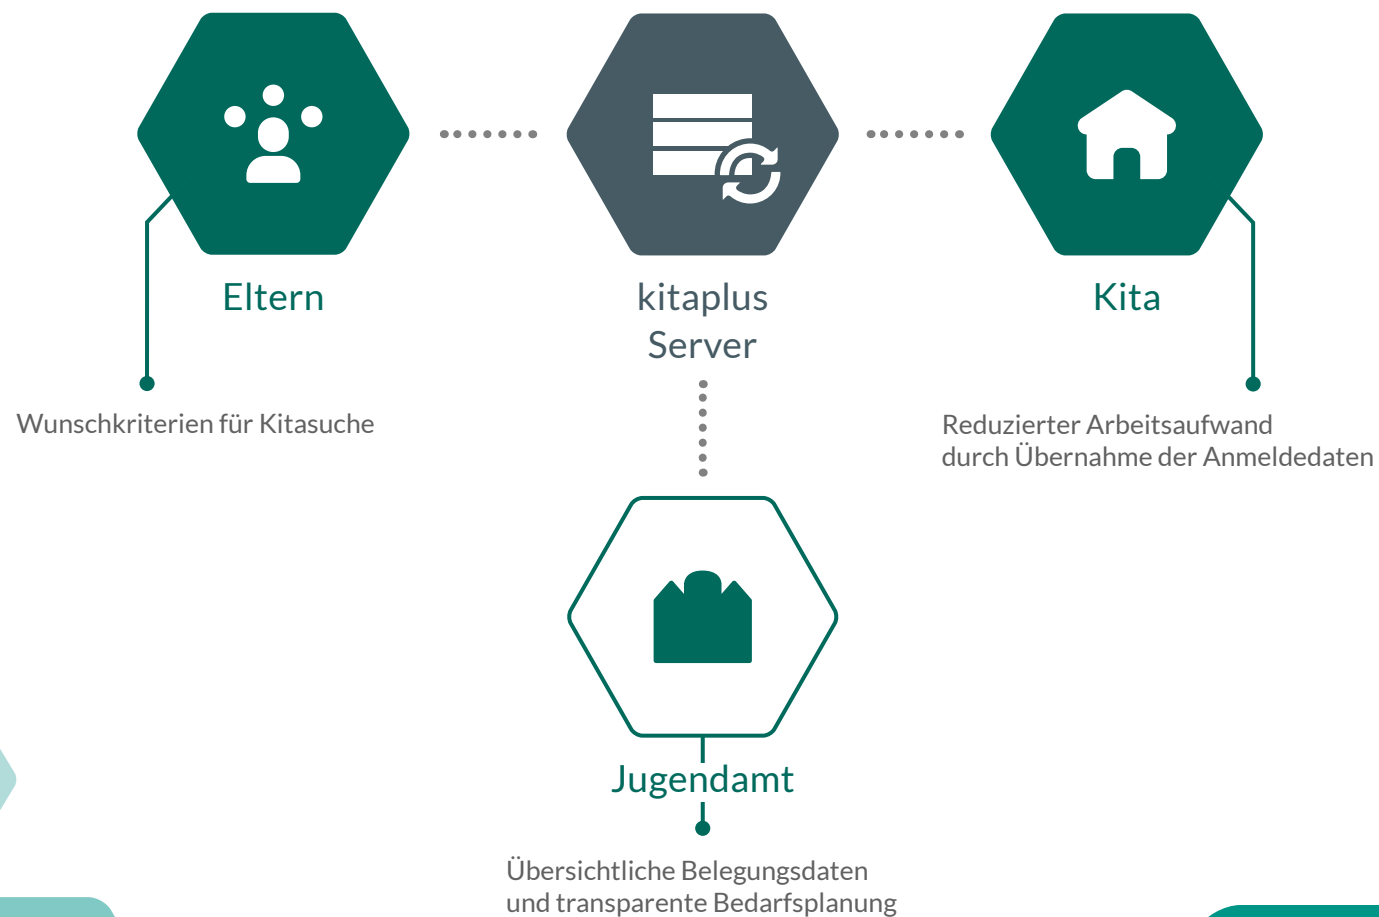 Eltern
kitaplus
Server
Kita
Wunschkriterien für Kitasuche
Reduzierter Arbeitsaufwand
durch Übernahme der Anmeldedaten
Jugendamt
Übersichtliche Belegungsdaten
und transparente Bedarfsplanung